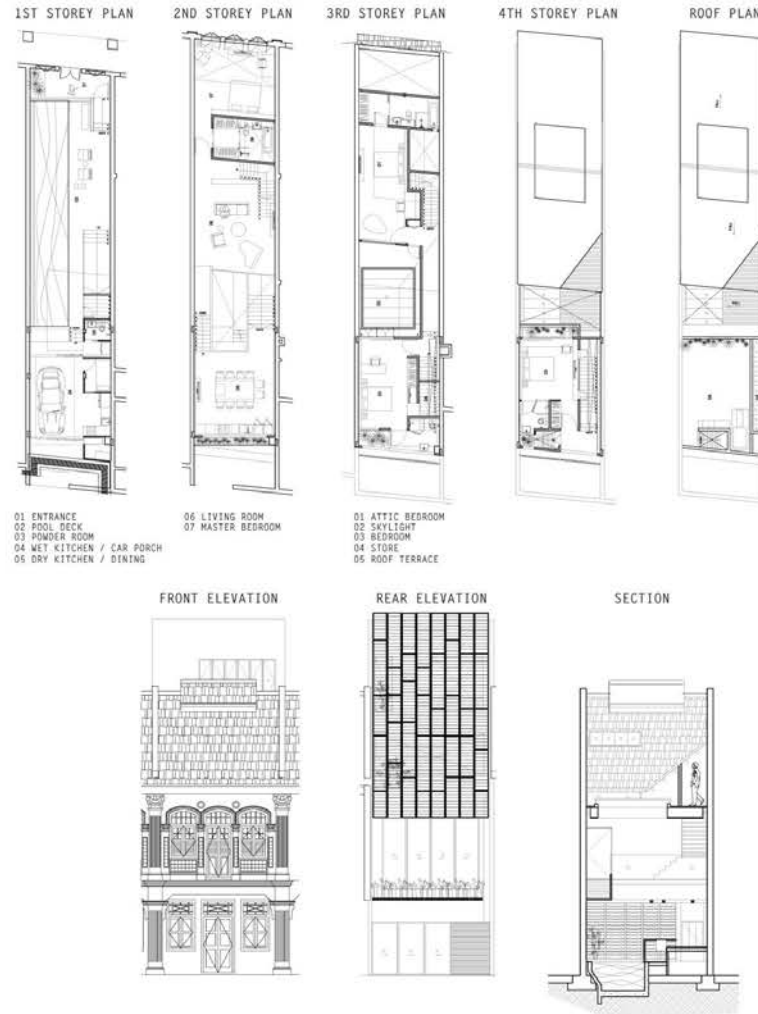 1ST STOREY PLAN
2ND STOREY PLAN
3RD STOREY PLAN
4TH STOREY PLAN
ROOF PLAN
01 ENTRANCE
02 POOL DECK
03 POWDER ROOM
04 WET KITCHEN / CAR PORCH
05 DRY KITCHEN / DINING
06 LIVING ROOM
07 MASTER BEDROOM
01 ATTIC BEDROOM
02 SKYLIGHT
03 BEDROOM
04 STORE
05 ROOF TERRACE
FRONT ELEVATION
REAR ELEVATION
SECTION